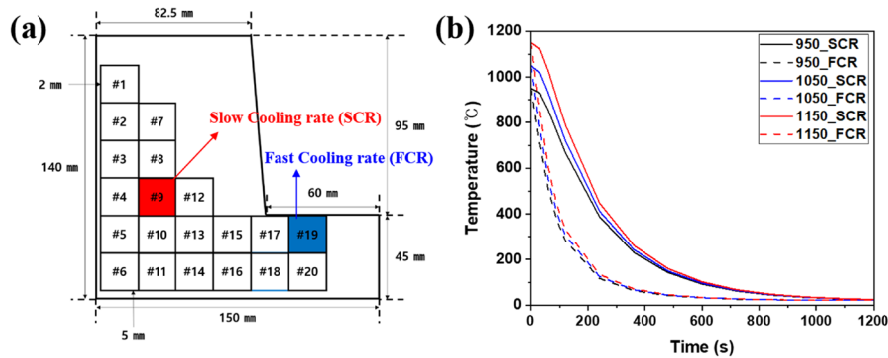 (a)
82.5 mm
2 mm
140 mm
#1
#2 #7
#3 #8
#4 #9 #12
#5 #10 #13 #15 #17 #19
#6 #11 #14 #16 #18 #20
Slow Cooling rate (SCR)
Fast Cooling rate (FCR)
60 mm
95 mm
45 mm
150 mm
5 mm
(b)
1200
1000
800
600
400
200
0
Temperature (℃)
950_SCR
950_FCR
1050_SCR
1050_FCR
1150_SCR
1150_FCR
0 200 400 600 800 1000 1200
Time (s)